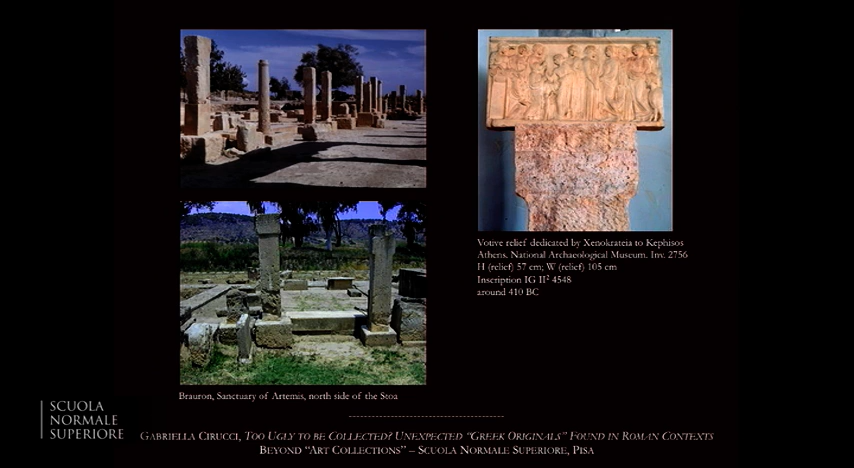 Votive relief dedicated by Xenokrateia to Kephisos
Athens. National Archaeological Museum. Inv. 2756
H (relief) 57 cm; W (relief) 105 cm
Inscription IG II² 4548
around 410 BC
Brauron, Sanctuary of Artemis, north side of the Stoa
SCUOLA
NORMALE
SUPERIORE
GABRIELLA CIRUCCI, TOO UGLY TO BE COLLECTED? UNEXPECTED “GREEK ORIGINALS” FOUND IN ROMAN CONTEXTS
BEYOND “ART COLLECTIONS” – SCUOLA NORMALE SUPERIORE, PISA